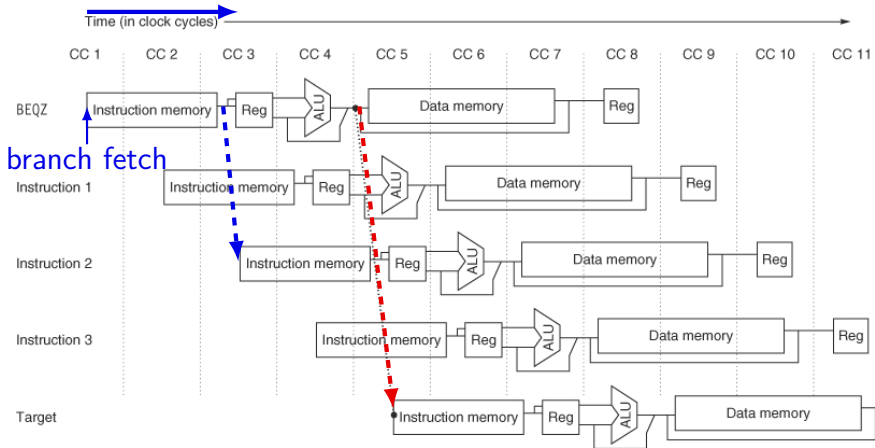 Time (in clock cycles)
CC 1 CC 2 CC 3 CC 4 CC 5 CC 6 CC 7 CC 8 CC 9 CC 10 CC 11
BEQZ Instruction memory Reg ALU Data memory Reg
branch fetch
Instruction 1 Instruction memory Reg ALU Data memory Reg
Instruction 2 Instruction memory Reg ALU Data memory Reg
Instruction 3 Instruction memory Reg ALU Data memory Reg
Target Instruction memory Reg ALU Data memory